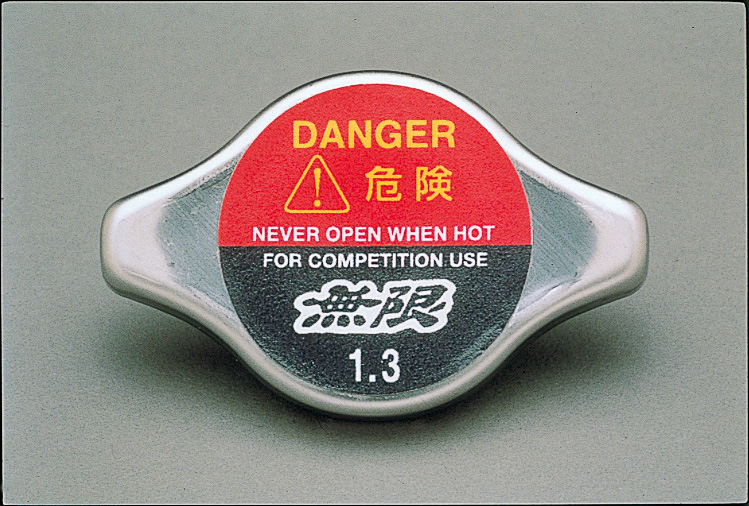 DANGER
危険
NEVER OPEN WHEN HOT
FOR COMPETITION USE
無限
1.3